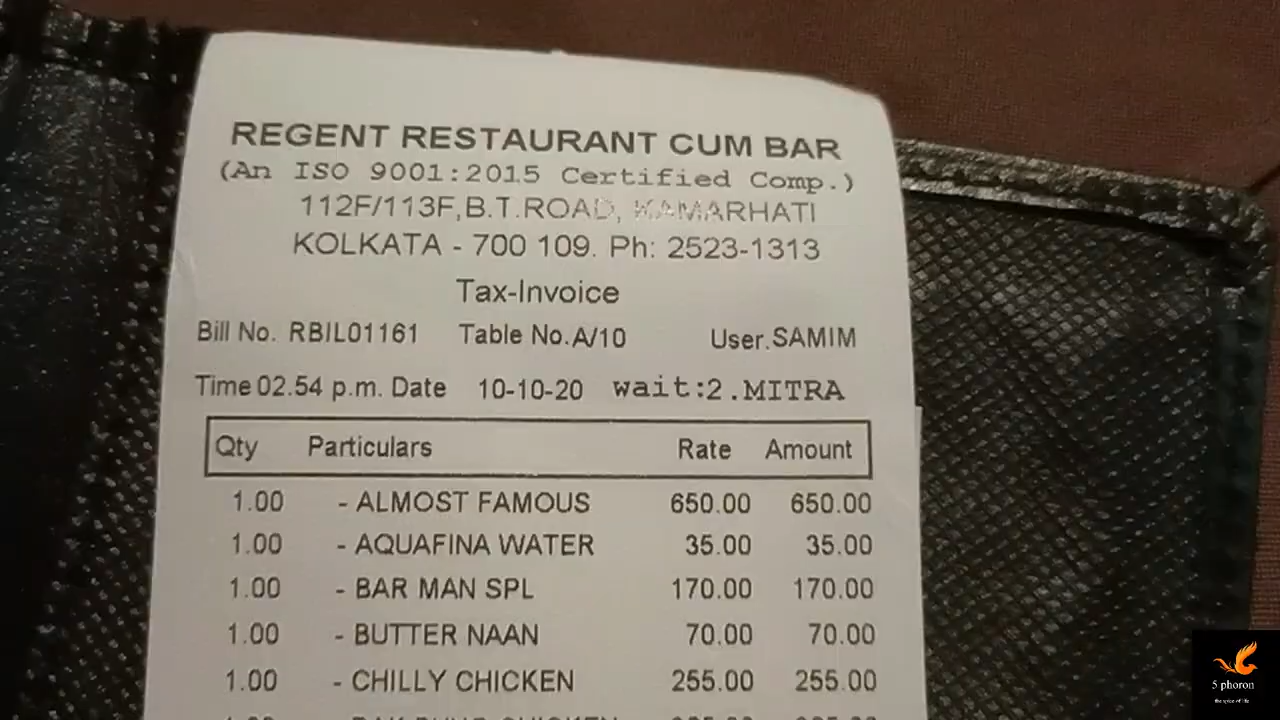 REGENT RESTAURANT CUM BAR
(An ISO 9001:2015 Certified Comp.)
112F/113F,B.T.ROAD, KAMARHATI
KOLKATA - 700 109. Ph: 2523-1313
Tax-Invoice
Bill No. RBIL01161 Table No.A/10 User.SAMIM
Time 02.54 p.m. Date 10-10-20 wait:2.MITRA
Qty Particulars Rate Amount
1.00 - ALMOST FAMOUS 650.00 650.00
1.00 - AQUAFINA WATER 35.00 35.00
1.00 - BAR MAN SPL 170.00 170.00
1.00 - BUTTER NAAN 70.00 70.00
1.00 - CHILLY CHICKEN 255.00 255.00
5 phoron
the spice of life